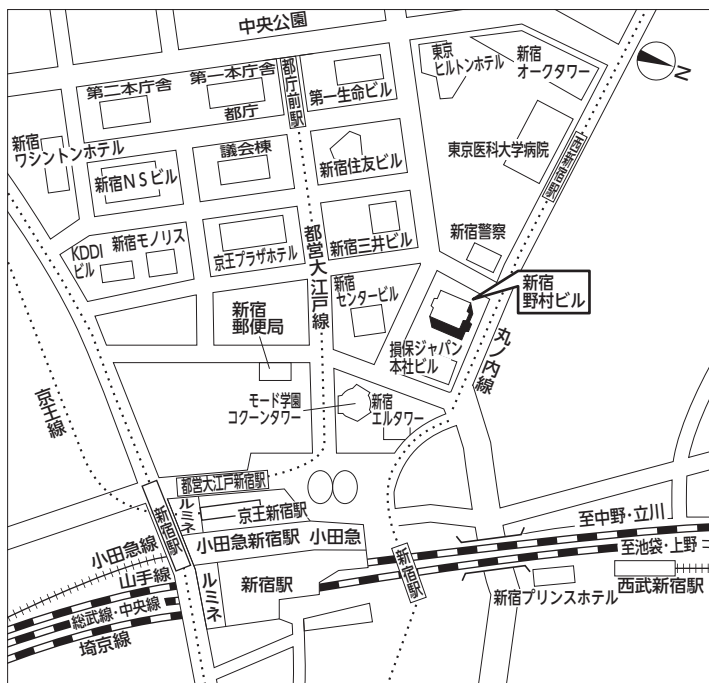 中央公園
N
第二本庁舎
第一本庁舎
都庁
都庁前駅
第一生命ビル
東京
ヒルトンホテル
新宿
オークタワー
新宿
ワシントンホテル
新宿NSビル
議会棟
新宿住友ビル
東京医科大学病院
西新宿駅
KDDI
ビル
新宿モノリス
京王プラザホテル
都営大江戸線
新宿三井ビル
新宿警察
新宿
野村ビル
新宿
郵便局
新宿
センタービル
損保ジャパン
本社ビル
丸ノ内線
京王線
モード学園
コクーンタワー
新宿
エルタワー
都営大江戸新宿駅
ルミネ
京王新宿駅
新宿駅
小田急新宿駅
小田急
小田急線
山手線
総武線・中央線
埼京線
ルミネ
新宿駅
新宿駅
至中野・立川
至池袋・上野
新宿プリンスホテル
西武新宿駅